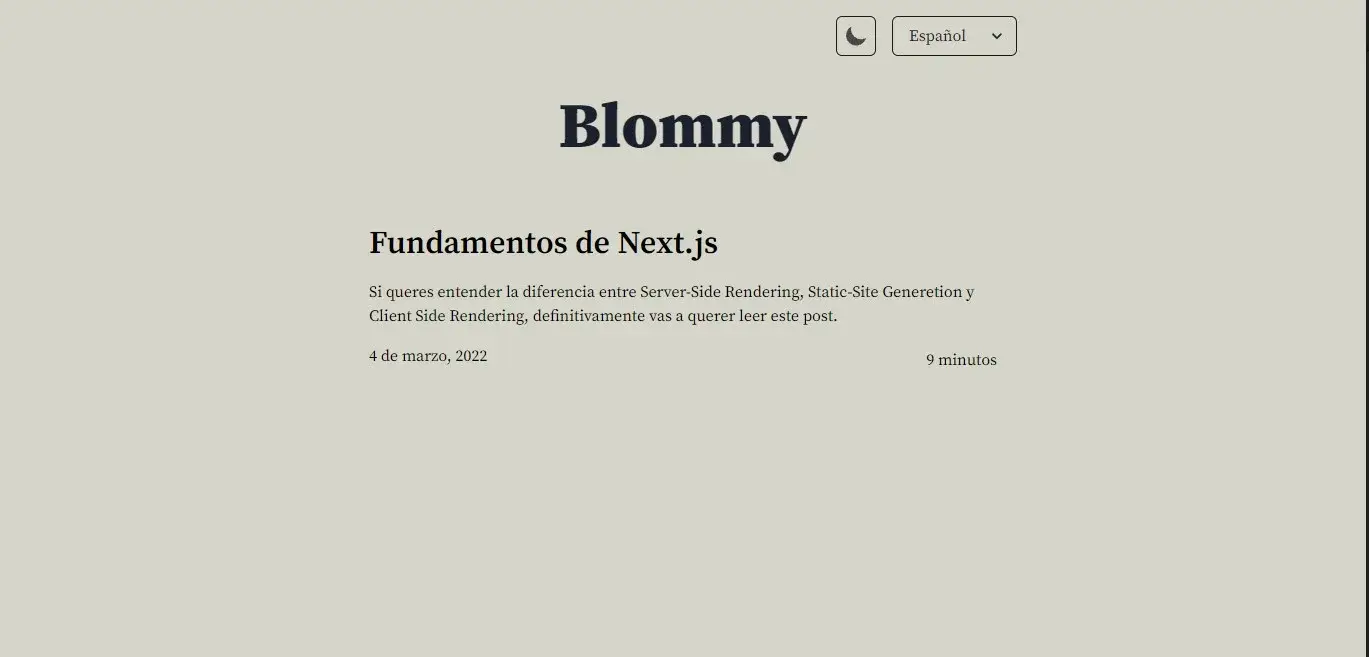 Español
Blommy
Fundamentos de Next.js
Si queres entender la diferencia entre Server-Side Rendering, Static-Site Generetion y
Client Side Rendering, definitivamente vas a querer leer este post.
4 de marzo, 2022
9 minutos